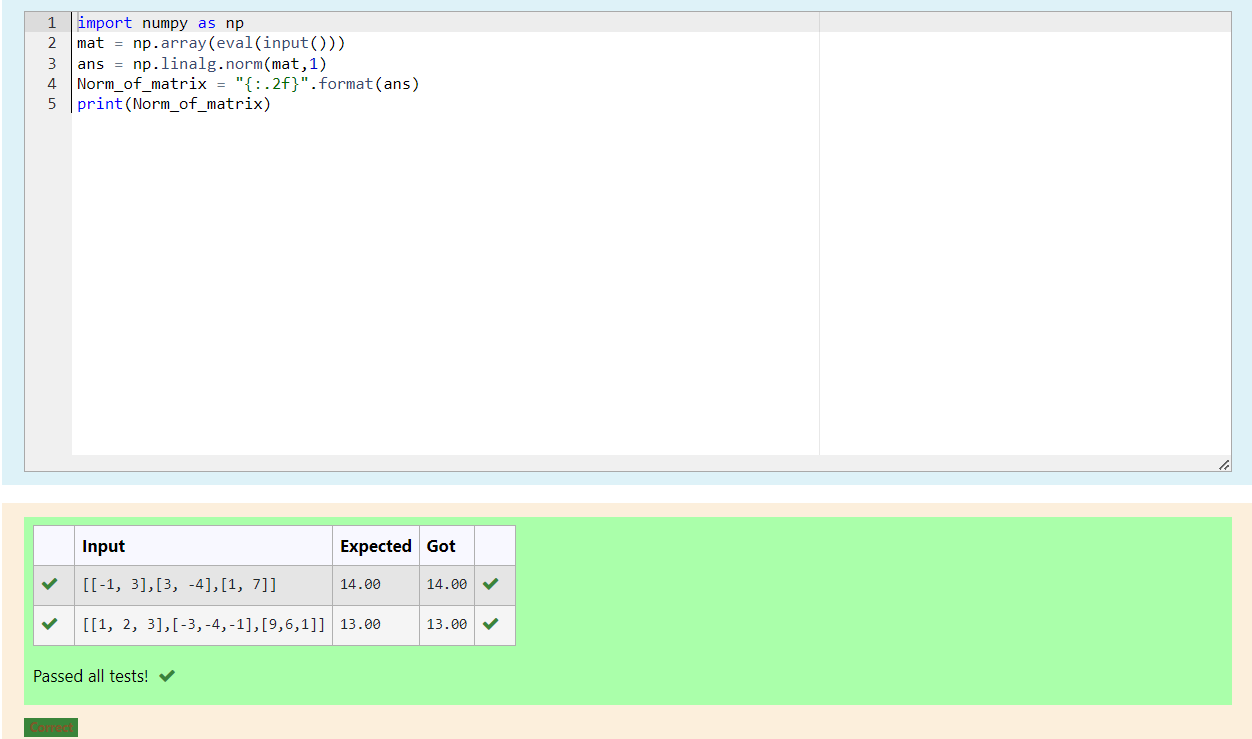 1 import numpy as np
2 mat = np.array(eval(input()))
3 ans = np.linalg.norm(mat,1)
4 Norm_of_matrix = "{:.2f}".format(ans)
5 print(Norm_of_matrix)
Input Expected Got
[[-1, 3],[3, -4],[1, 7]] 14.00 14.00
[[1, 2, 3],[-3,-4,-1],[9,6,1]] 13.00 13.00
Passed all tests!
Correct